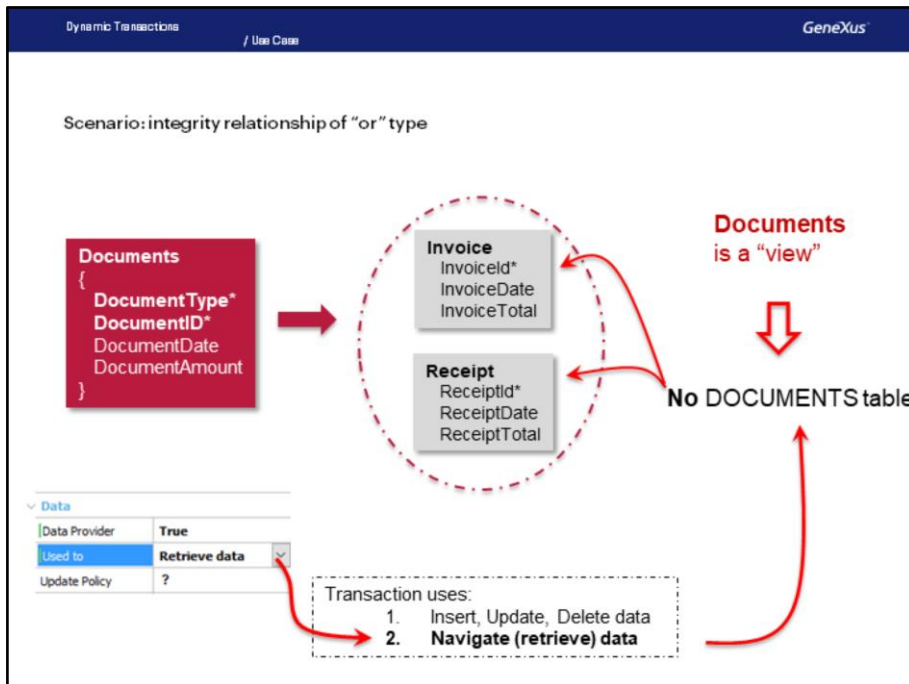 Dynamic Transactions
/ Use Case
GeneXus
Scenario: integrity relationship of "or" type
Documents
{
DocumentType*
DocumentID*
DocumentDate
DocumentAmount
}
Invoice
InvoiceId*
InvoiceDate
InvoiceTotal
Receipt
ReceiptId*
ReceiptDate
ReceiptTotal
Documents
is a "view"
No DOCUMENTS table
Data
Data Provider True
Used to Retrieve data
Update Policy ?
Transaction uses:
1. Insert, Update, Delete data
2. Navigate (retrieve) data